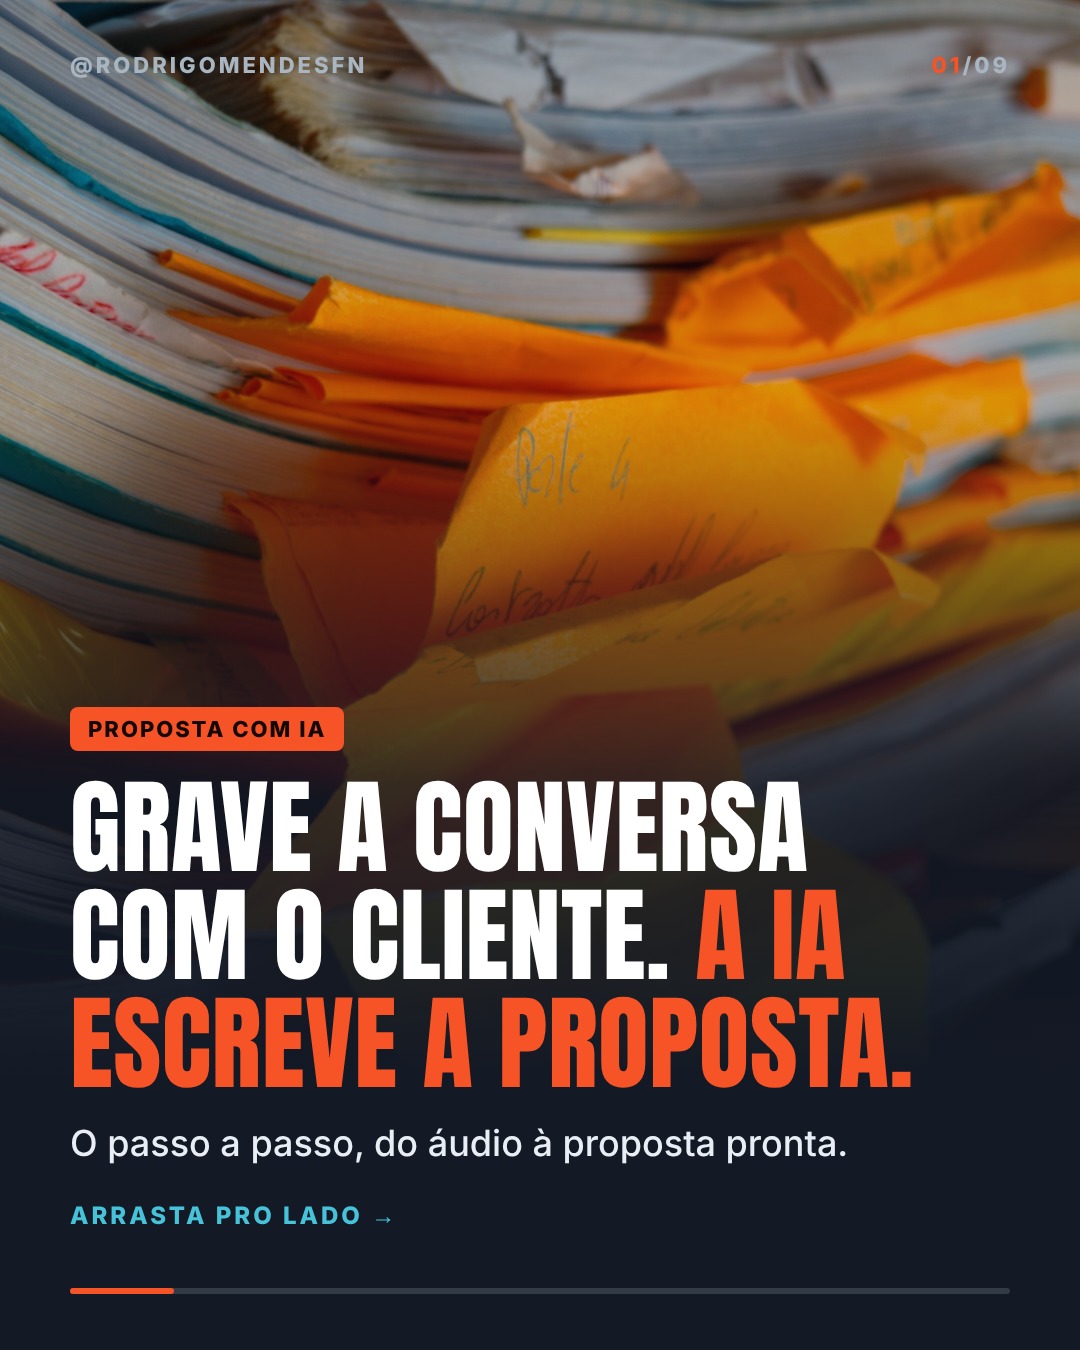 @RODRIGOMENDESFN
01/09
PROPOSTA COM IA
GRAVE A CONVERSA
COM O CLIENTE. A IA
ESCREVE A PROPOSTA.
O passo a passo, do áudio à proposta pronta.
ARRASTA PRO LADO →